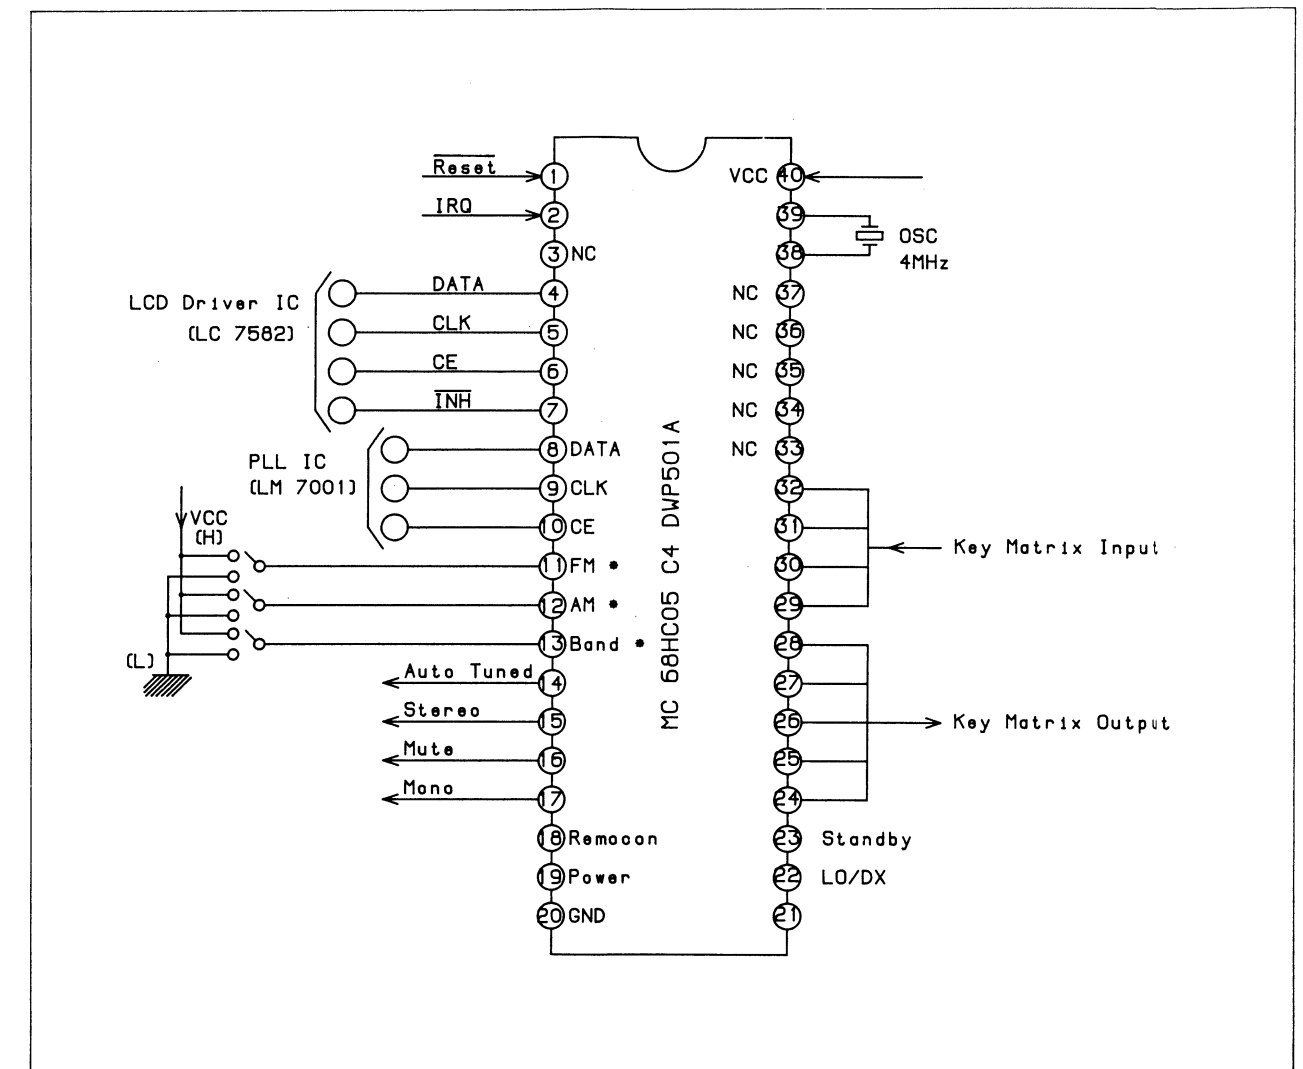 Reset
1
VCC 40
IRQ
2
39
OSC
4MHz
3 NC
38
LCD Driver IC
(LC 7582)
DATA
4
NC 37
CLK
5
NC 36
CE
6
NC 35
INH
7
NC 34
PLL IC
(LM 7001)
8 DATA
NC 33
9 CLK
32
10 CE
31
VCC
(H)
Key Matrix Input
11 FM *
30
12 AM *
29
13 Band *
28
(L)
MC 68HC05 C4 DWP501A
Auto Tuned
14
27
Stereo
15
26
Key Matrix Output
Mute
16
25
Mono
17
24
18 Remocon
23 Standby
19 Power
22 LO/DX
20 GND
21